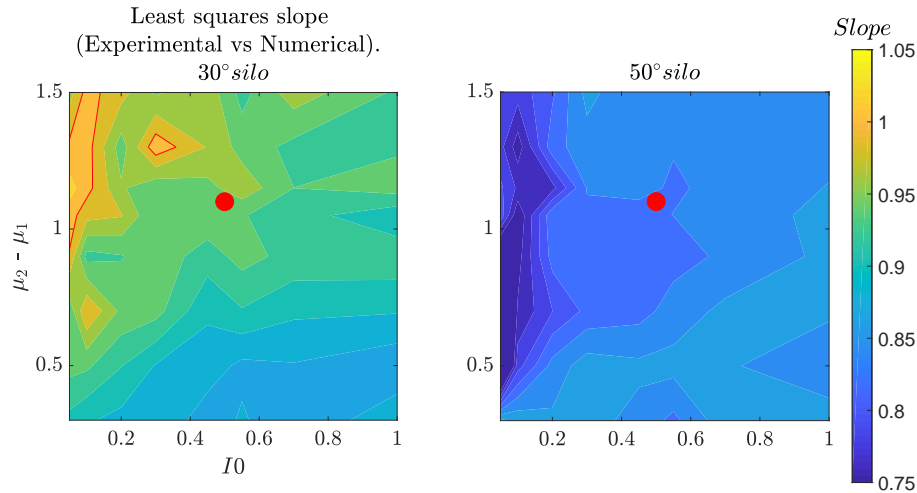 Least squares slope
(Experimental vs Numerical).
30°silo
50°silo
Slope
1.5
1
0.5
μ2 - μ1
0.2 0.4 0.6 0.8 1
I0
1.5
1
0.5
0.2 0.4 0.6 0.8 1
1.05
1
0.95
0.9
0.85
0.8
0.75